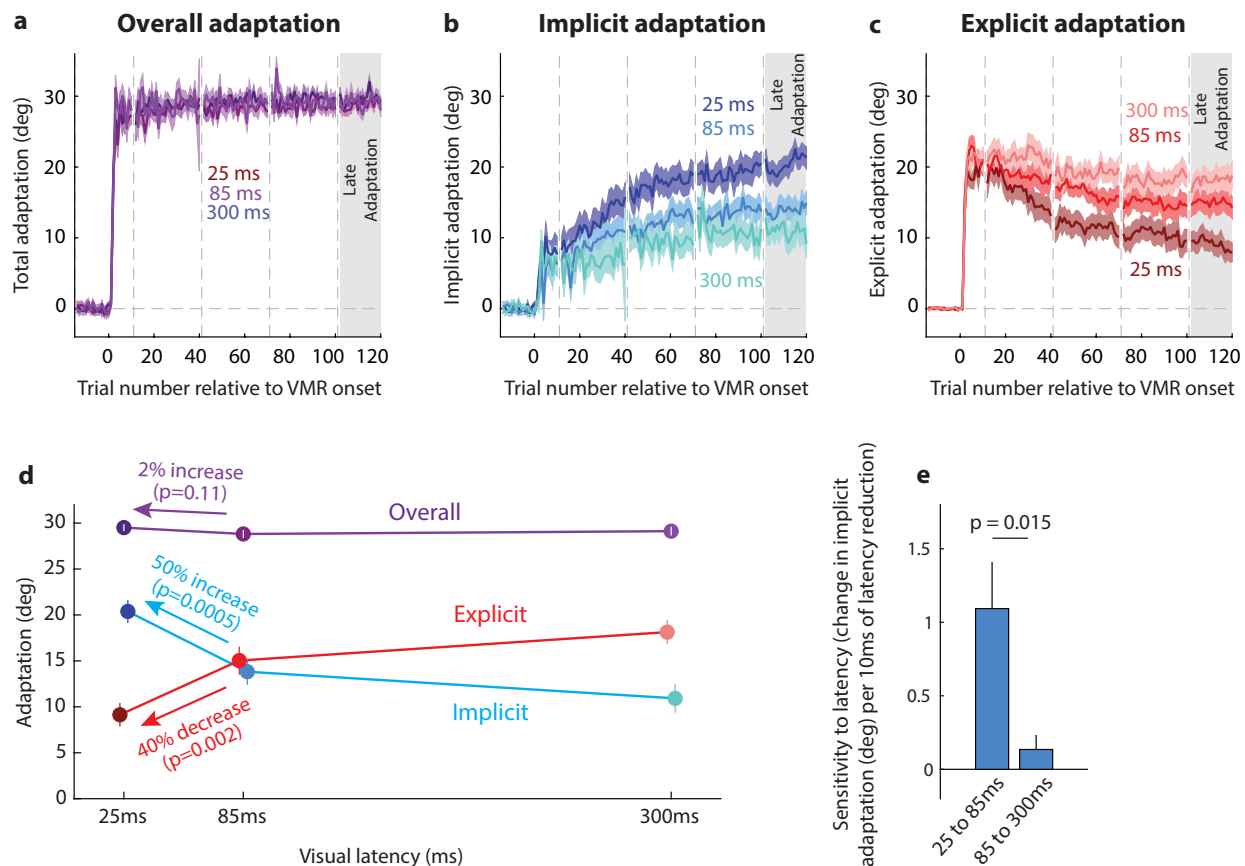 a
Overall adaptation
Total adaptation (deg)
30
20
10
0
25 ms
85 ms
300 ms
Late
Adaptation
0 20 40 60 80 100 120
Trial number relative to VMR onset
b
Implicit adaptation
Implicit adaptation (deg)
30
20
10
0
25 ms
85 ms
300 ms
Late
Adaptation
0 20 40 60 80 100 120
Trial number relative to VMR onset
c
Explicit adaptation
Explicit adaptation (deg)
30
20
10
0
300 ms
85 ms
25 ms
Late
Adaptation
0 20 40 60 80 100 120
Trial number relative to VMR onset
d
Adaptation (deg)
30
25
20
15
10
5
0
2% increase
(p=0.11)
Overall
50% increase
(p=0.0005)
Explicit
Implicit
40% decrease
(p=0.002)
25ms 85ms 300ms
Visual latency (ms)
e
Sensitivity to latency (change in implicit
adaptation (deg) per 10ms of latency reduction)
1.5
1
0.5
0
p = 0.015
25 to 85ms
85 to 300ms